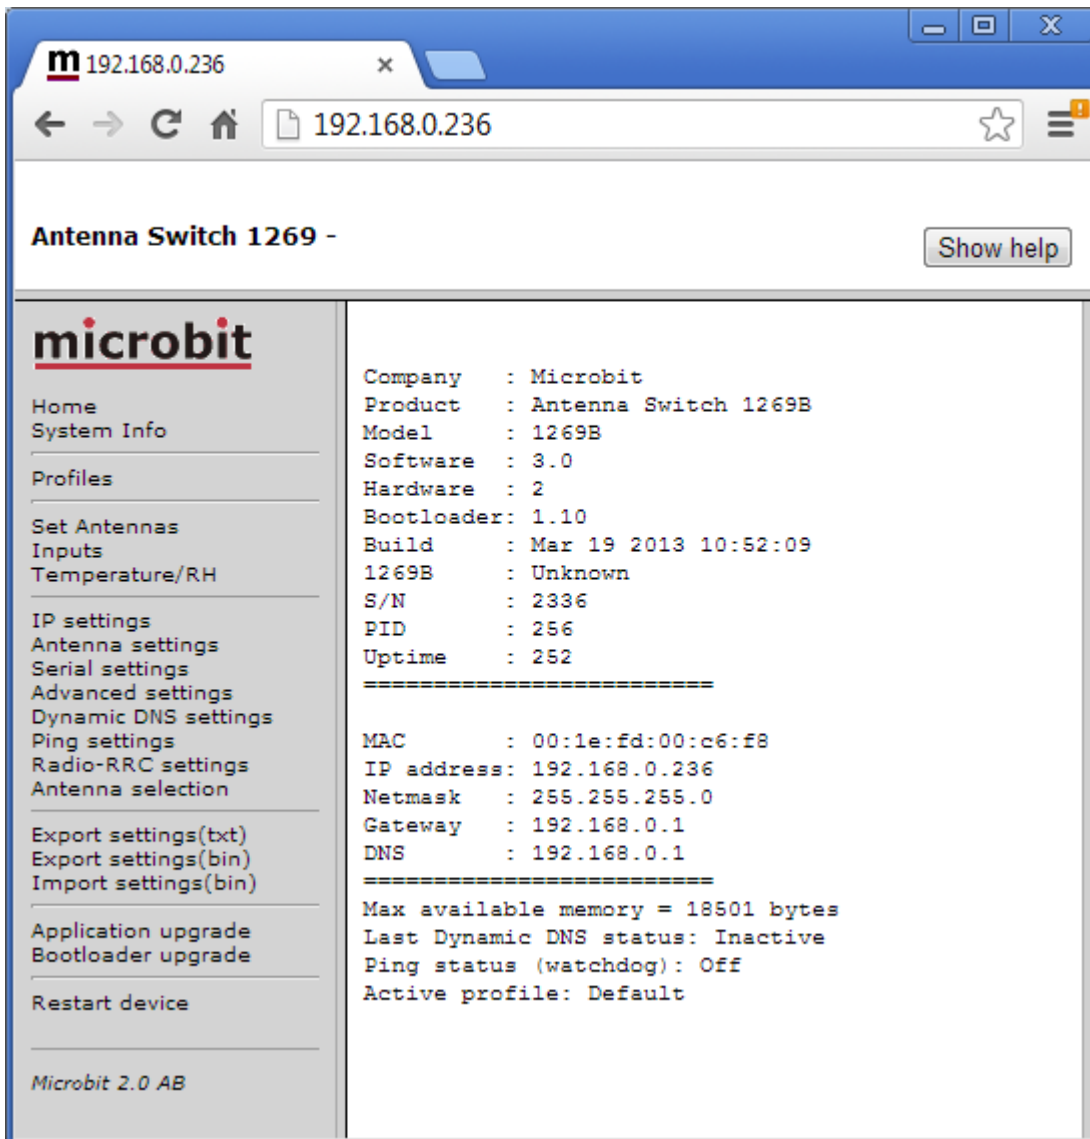 m 192.168.0.236
192.168.0.236
Antenna Switch 1269 -
Show help
microbit
Home
System Info
Profiles
Set Antennas
Inputs
Temperature/RH
IP settings
Antenna settings
Serial settings
Advanced settings
Dynamic DNS settings
Ping settings
Radio-RRC settings
Antenna selection
Export settings(txt)
Export settings(bin)
Import settings(bin)
Application upgrade
Bootloader upgrade
Restart device
Microbit 2.0 AB
Company   : Microbit
Product   : Antenna Switch 1269B
Model     : 1269B
Software  : 3.0
Hardware  : 2
Bootloader: 1.10
Build     : Mar 19 2013 10:52:09
1269B     : Unknown
S/N       : 2336
PID       : 256
Uptime    : 252
=========================
MAC       : 00:1e:fd:00:c6:f8
IP address: 192.168.0.236
Netmask   : 255.255.255.0
Gateway   : 192.168.0.1
DNS       : 192.168.0.1
=========================
Max available memory = 18501 bytes
Last Dynamic DNS status: Inactive
Ping status (watchdog): Off
Active profile: Default